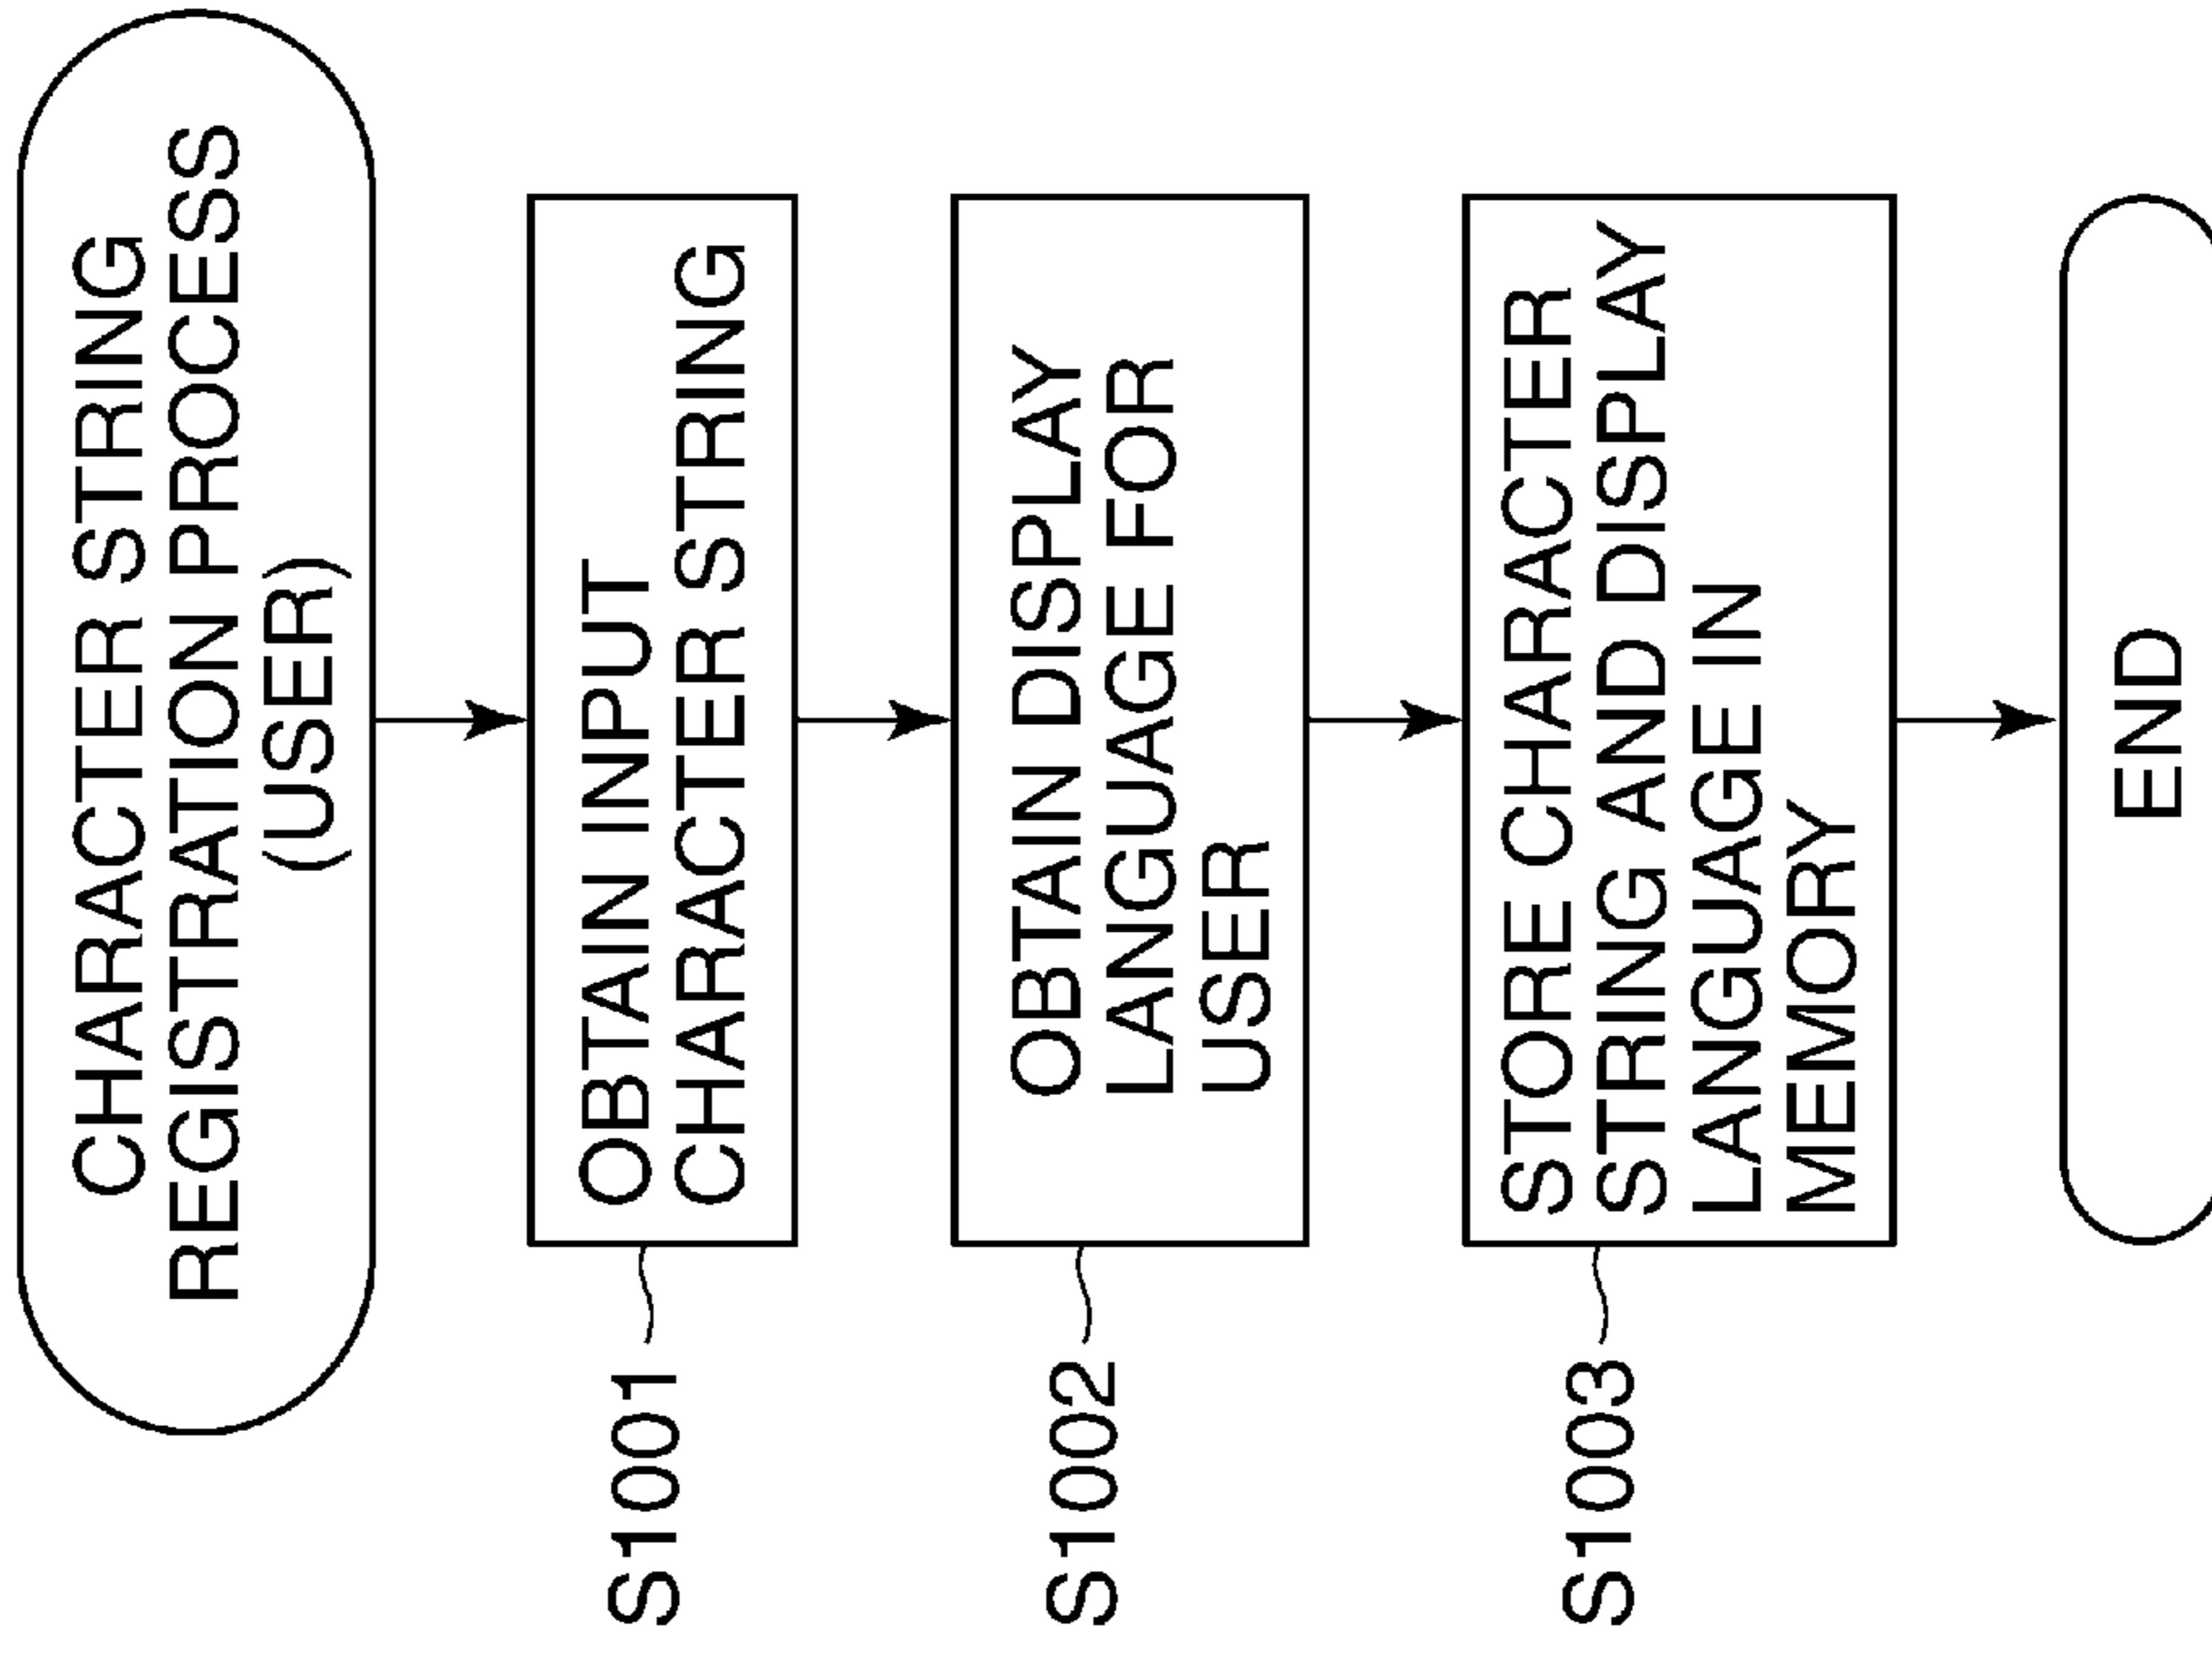 CHARACTER STRING
REGISTRATION PROCESS
(USER)
S1001
OBTAIN INPUT
CHARACTER STRING
S1002
OBTAIN DISPLAY
LANGUAGE FOR
USER
S1003
STORE CHARACTER
STRING AND DISPLAY
LANGUAGE IN
MEMORY
END